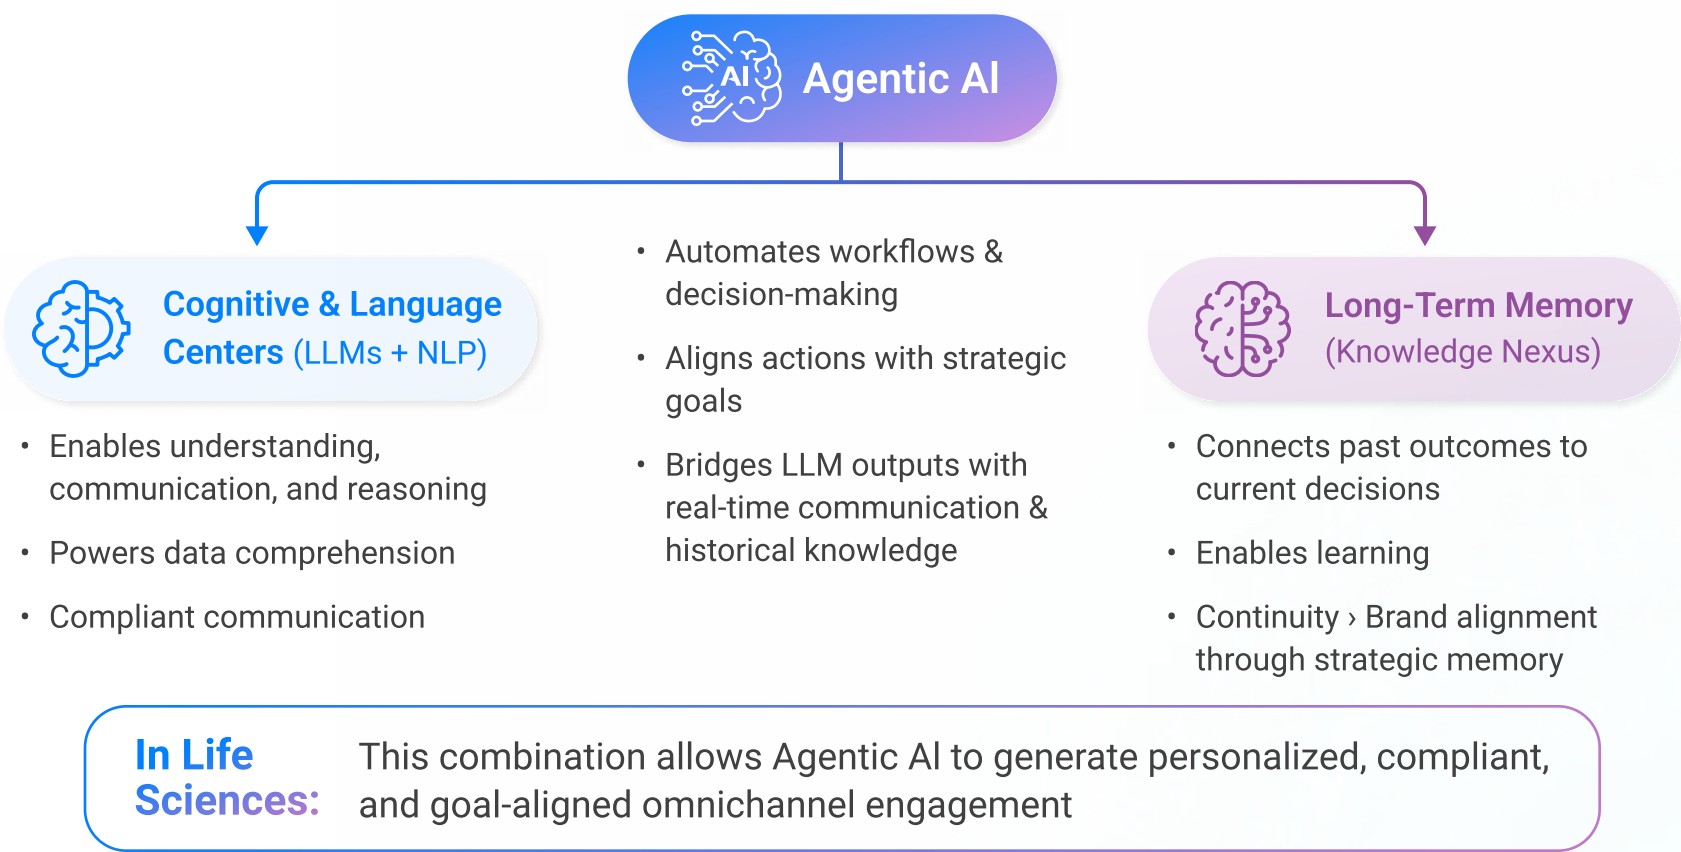 AI
Agentic AI
Cognitive & Language
Centers (LLMs + NLP)
• Enables understanding,
communication, and reasoning
• Powers data comprehension
• Compliant communication
• Automates workflows &
decision-making
• Aligns actions with strategic
goals
• Bridges LLM outputs with
real-time communication &
historical knowledge
Long-Term Memory
(Knowledge Nexus)
• Connects past outcomes to
current decisions
• Enables learning
• Continuity › Brand alignment
through strategic memory
In Life
Sciences:
This combination allows Agentic AI to generate personalized, compliant,
and goal-aligned omnichannel engagement